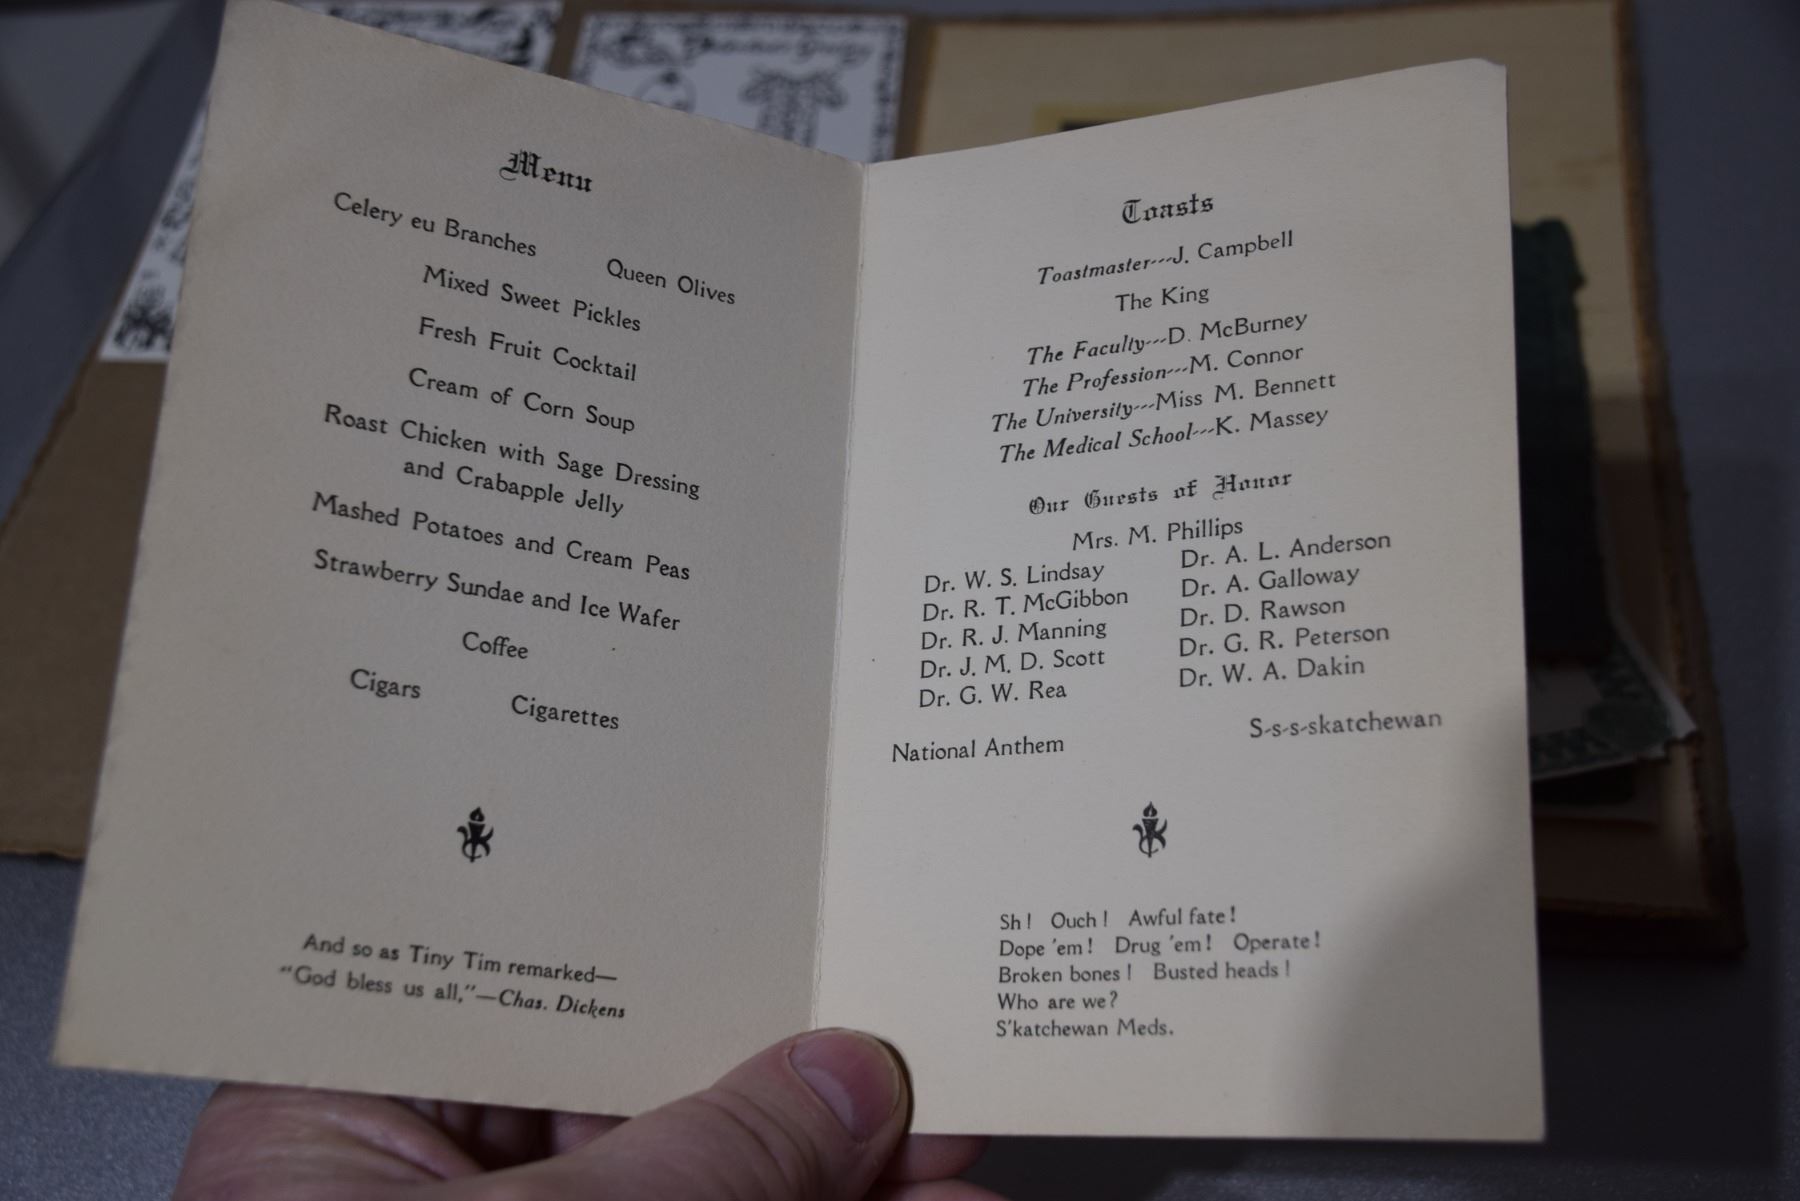 Menu
Celery eu Branches
Queen Olives
Mixed Sweet Pickles
Fresh Fruit Cocktail
Cream of Corn Soup
Roast Chicken with Sage Dressing
and Crabapple Jelly
Mashed Potatoes and Cream Peas
Strawberry Sundae and Ice Wafer
Coffee
Cigars Cigarettes
And so as Tiny Tim remarked—
"God bless us all,"—Chas. Dickens
Toasts
Toastmaster---J. Campbell
The King
The Faculty---D. McBurney
The Profession---M. Connor
The University---Miss M. Bennett
The Medical School---K. Massey
Our Guests of Honor
Mrs. M. Phillips
Dr. W. S. Lindsay Dr. A. L. Anderson
Dr. R. T. McGibbon Dr. A. Galloway
Dr. R. J. Manning Dr. D. Rawson
Dr. J. M. D. Scott Dr. G. R. Peterson
Dr. G. W. Rea Dr. W. A. Dakin
National Anthem S-s-s-skatchewan
Sh! Ouch! Awful fate!
Dope 'em! Drug 'em! Operate!
Broken bones! Busted heads!
Who are we?
S'katchewan Meds.